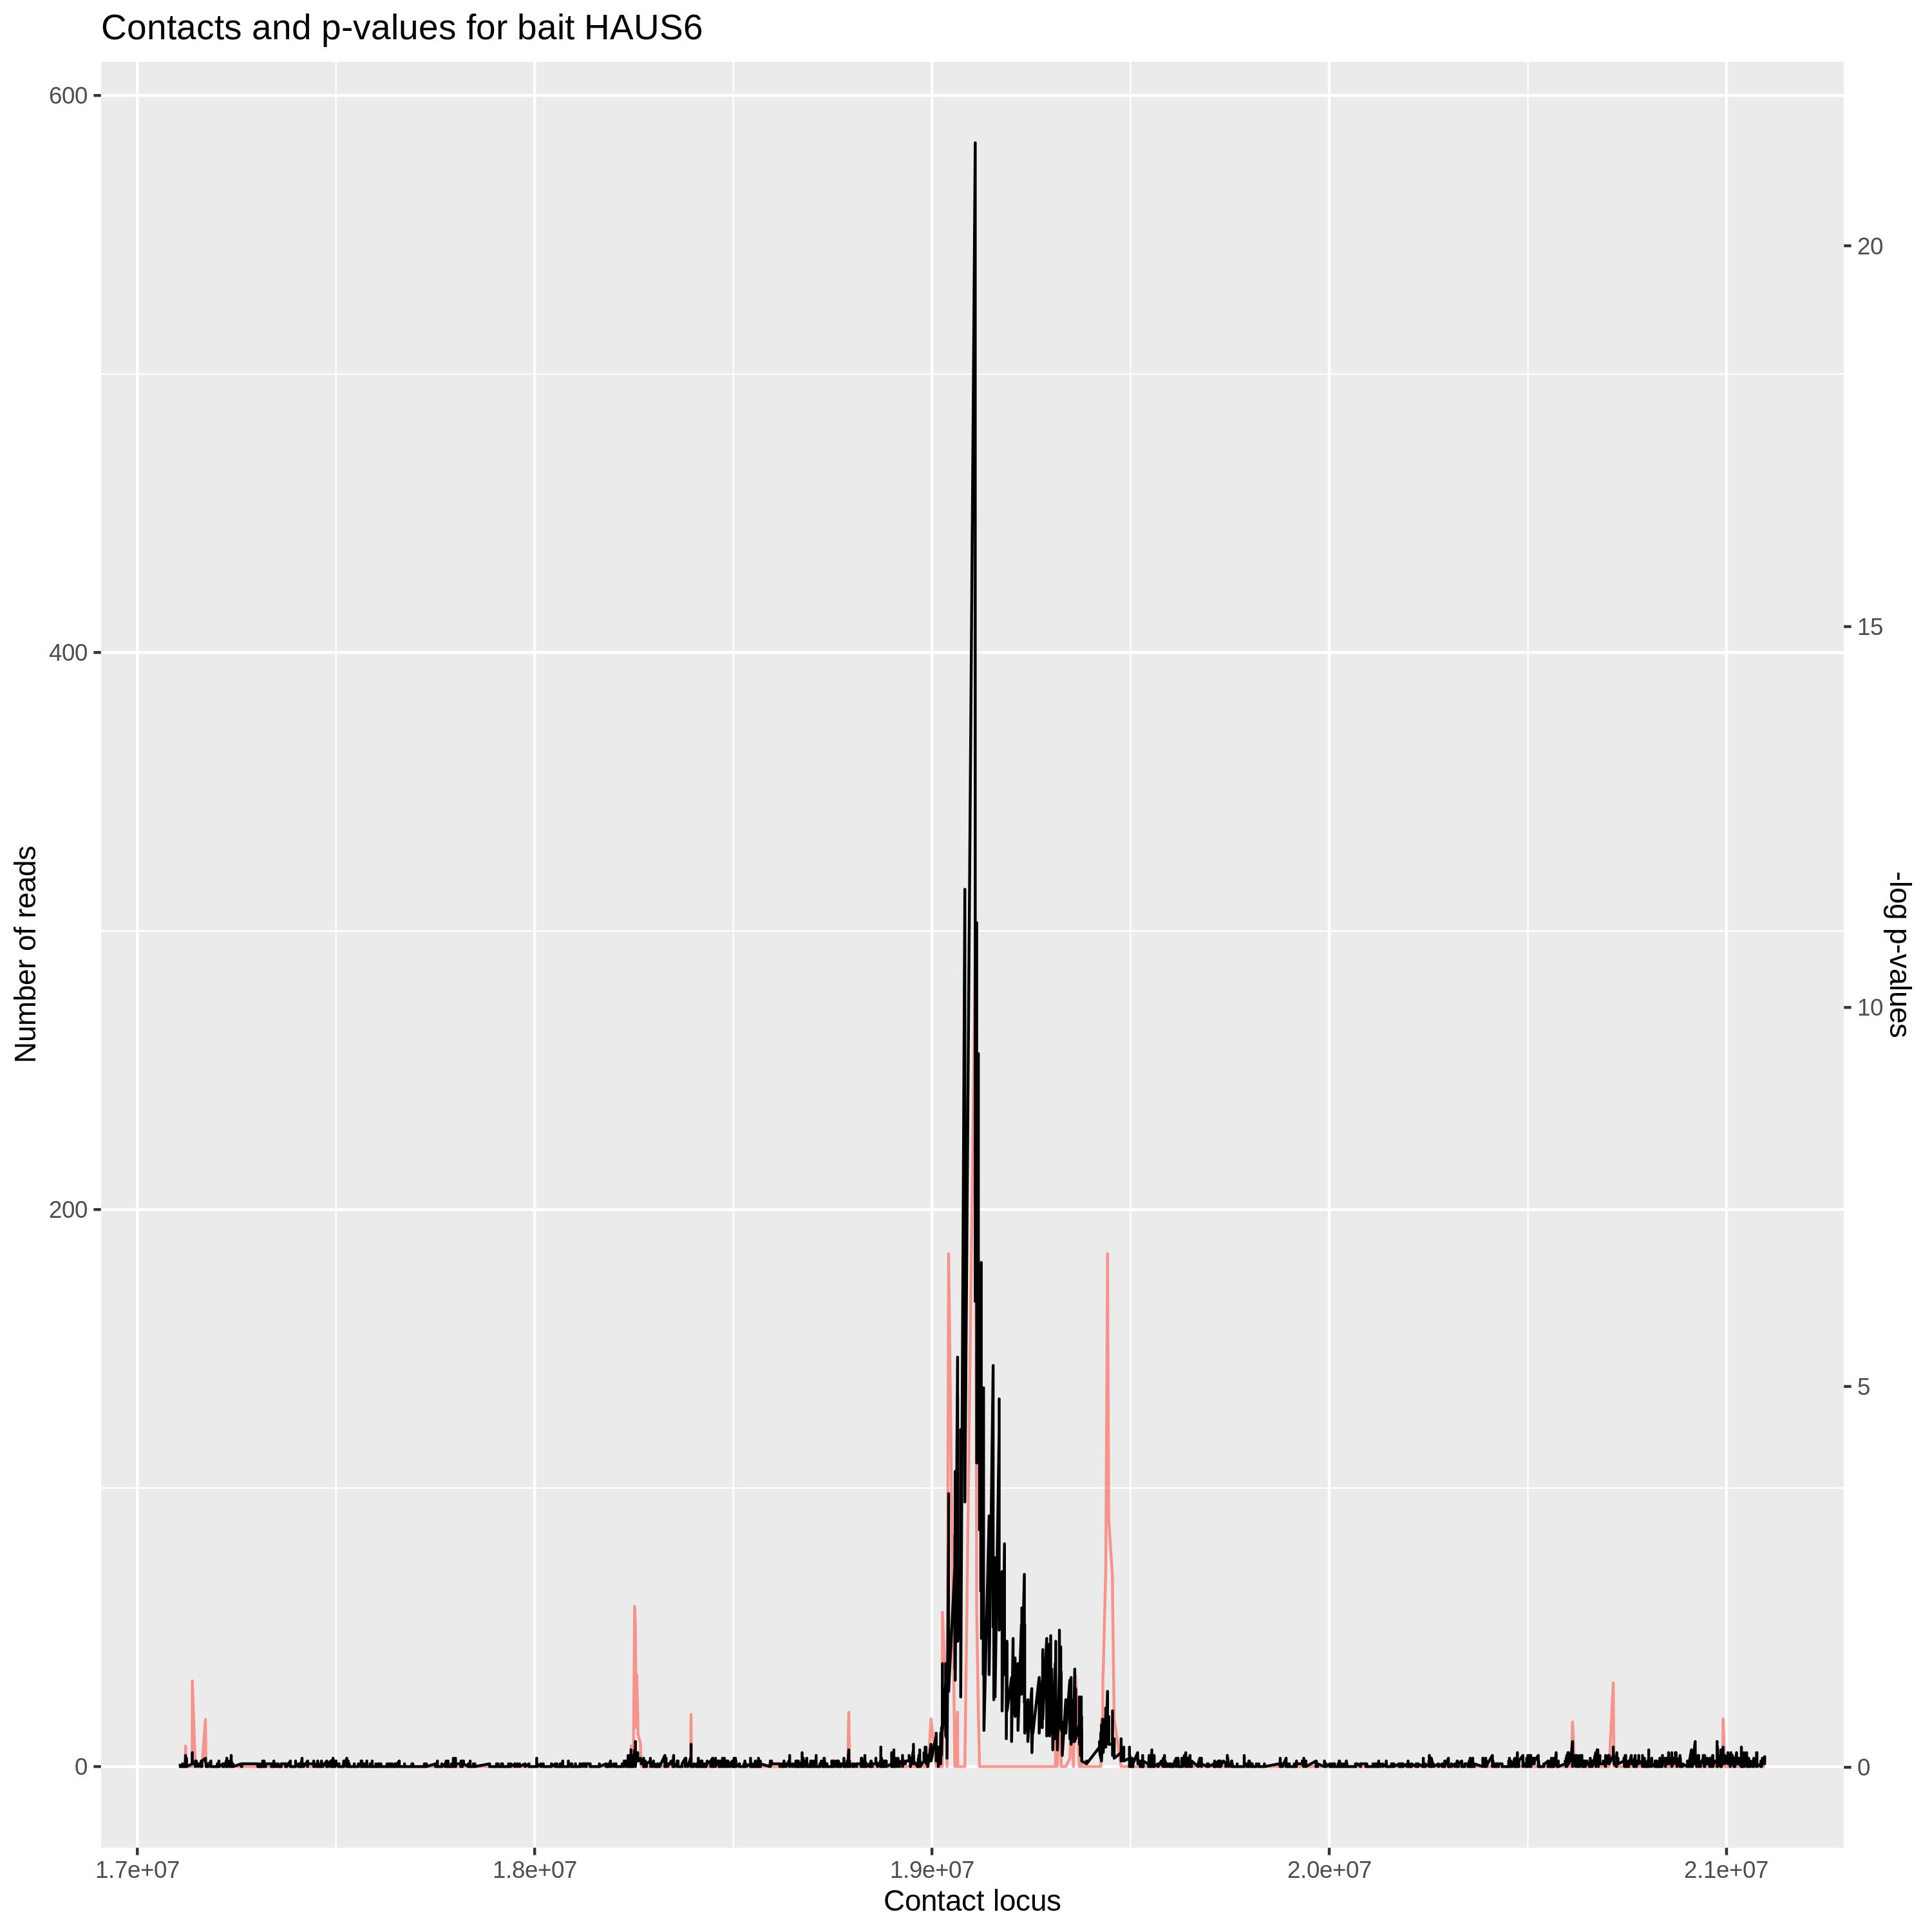 Contacts and p-values for bait HAUS6
600
400
200
0
Number of reads
20
15
10
5
0
-log p-values
1.7e+07
1.8e+07
1.9e+07
2.0e+07
2.1e+07
Contact locus